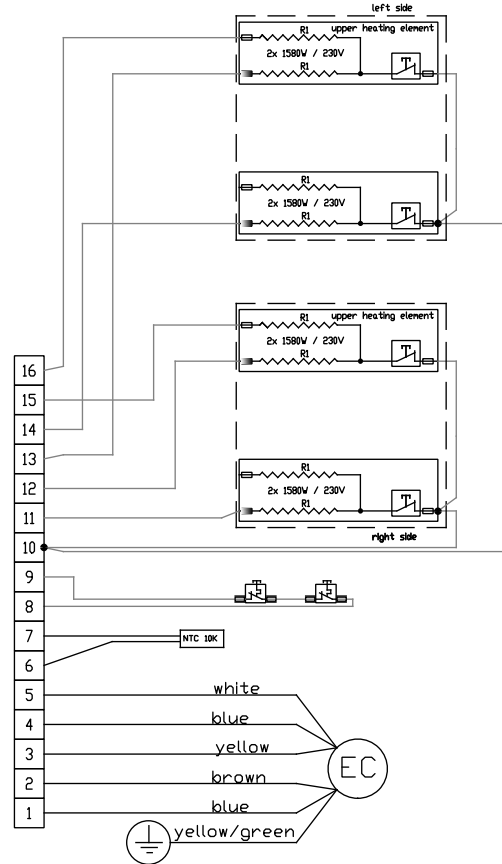 left side
upper heating element
R1
2x 1580W / 230V
R1
R1
2x 1580W / 230V
R1
upper heating element
R1
2x 1580W / 230V
R1
R1
2x 1580W / 230V
R1
right side
16
15
14
13
12
11
10
9
8
7
6
5
4
3
2
1
NTC 10K
white
blue
yellow
brown
blue
yellow/green
EC